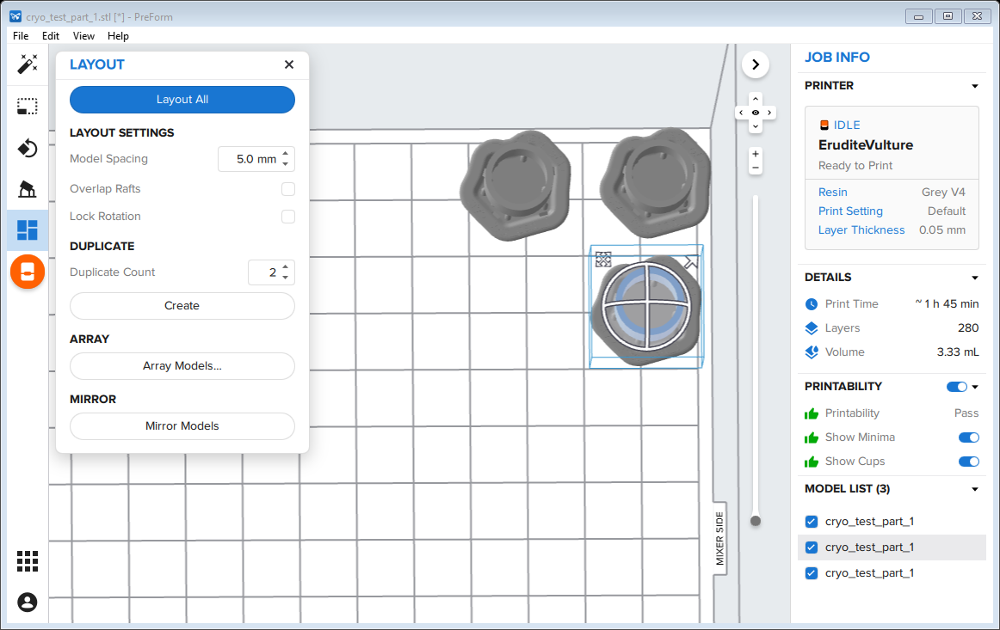 cryo_test_part_1.stl [*] - PreForm
File Edit View Help
LAYOUT
Layout All
LAYOUT SETTINGS
Model Spacing 5.0 mm
Overlap Rafts
Lock Rotation
DUPLICATE
Duplicate Count 2
Create
ARRAY
Array Models...
MIRROR
Mirror Models
MIXER SIDE
JOB INFO
PRINTER
IDLE
EruditeVulture
Ready to Print
Resin Grey V4
Print Setting Default
Layer Thickness 0.05 mm
DETAILS
Print Time ~ 1 h 45 min
Layers 280
Volume 3.33 mL
PRINTABILITY
Printability Pass
Show Minima
Show Cups
MODEL LIST (3)
cryo_test_part_1
cryo_test_part_1
cryo_test_part_1